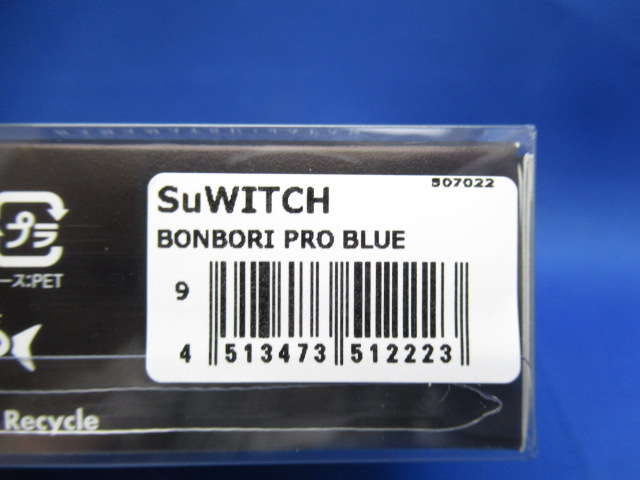 507022
SuWITCH
BONBORI PRO BLUE
9
4 513473 512223
プラ
ース:PET
Recycle